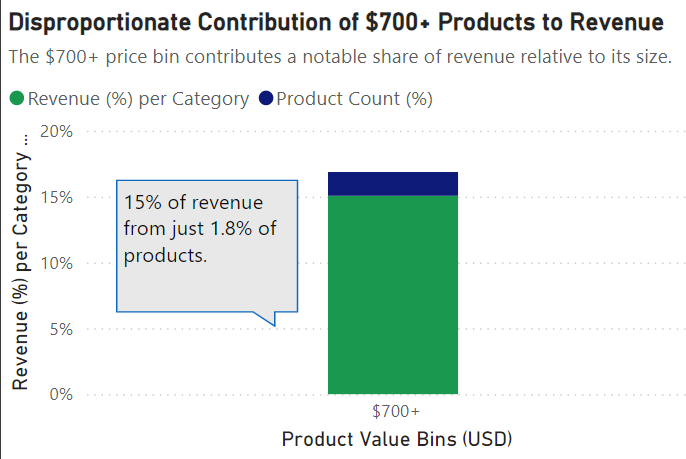 Disproportionate Contribution of $700+ Products to Revenue
The $700+ price bin contributes a notable share of revenue relative to its size.
Revenue (%) per Category Product Count (%)
Revenue (%) per Category ...
20%
15%
10%
5%
0%
15% of revenue
from just 1.8% of
products.
$700+
Product Value Bins (USD)